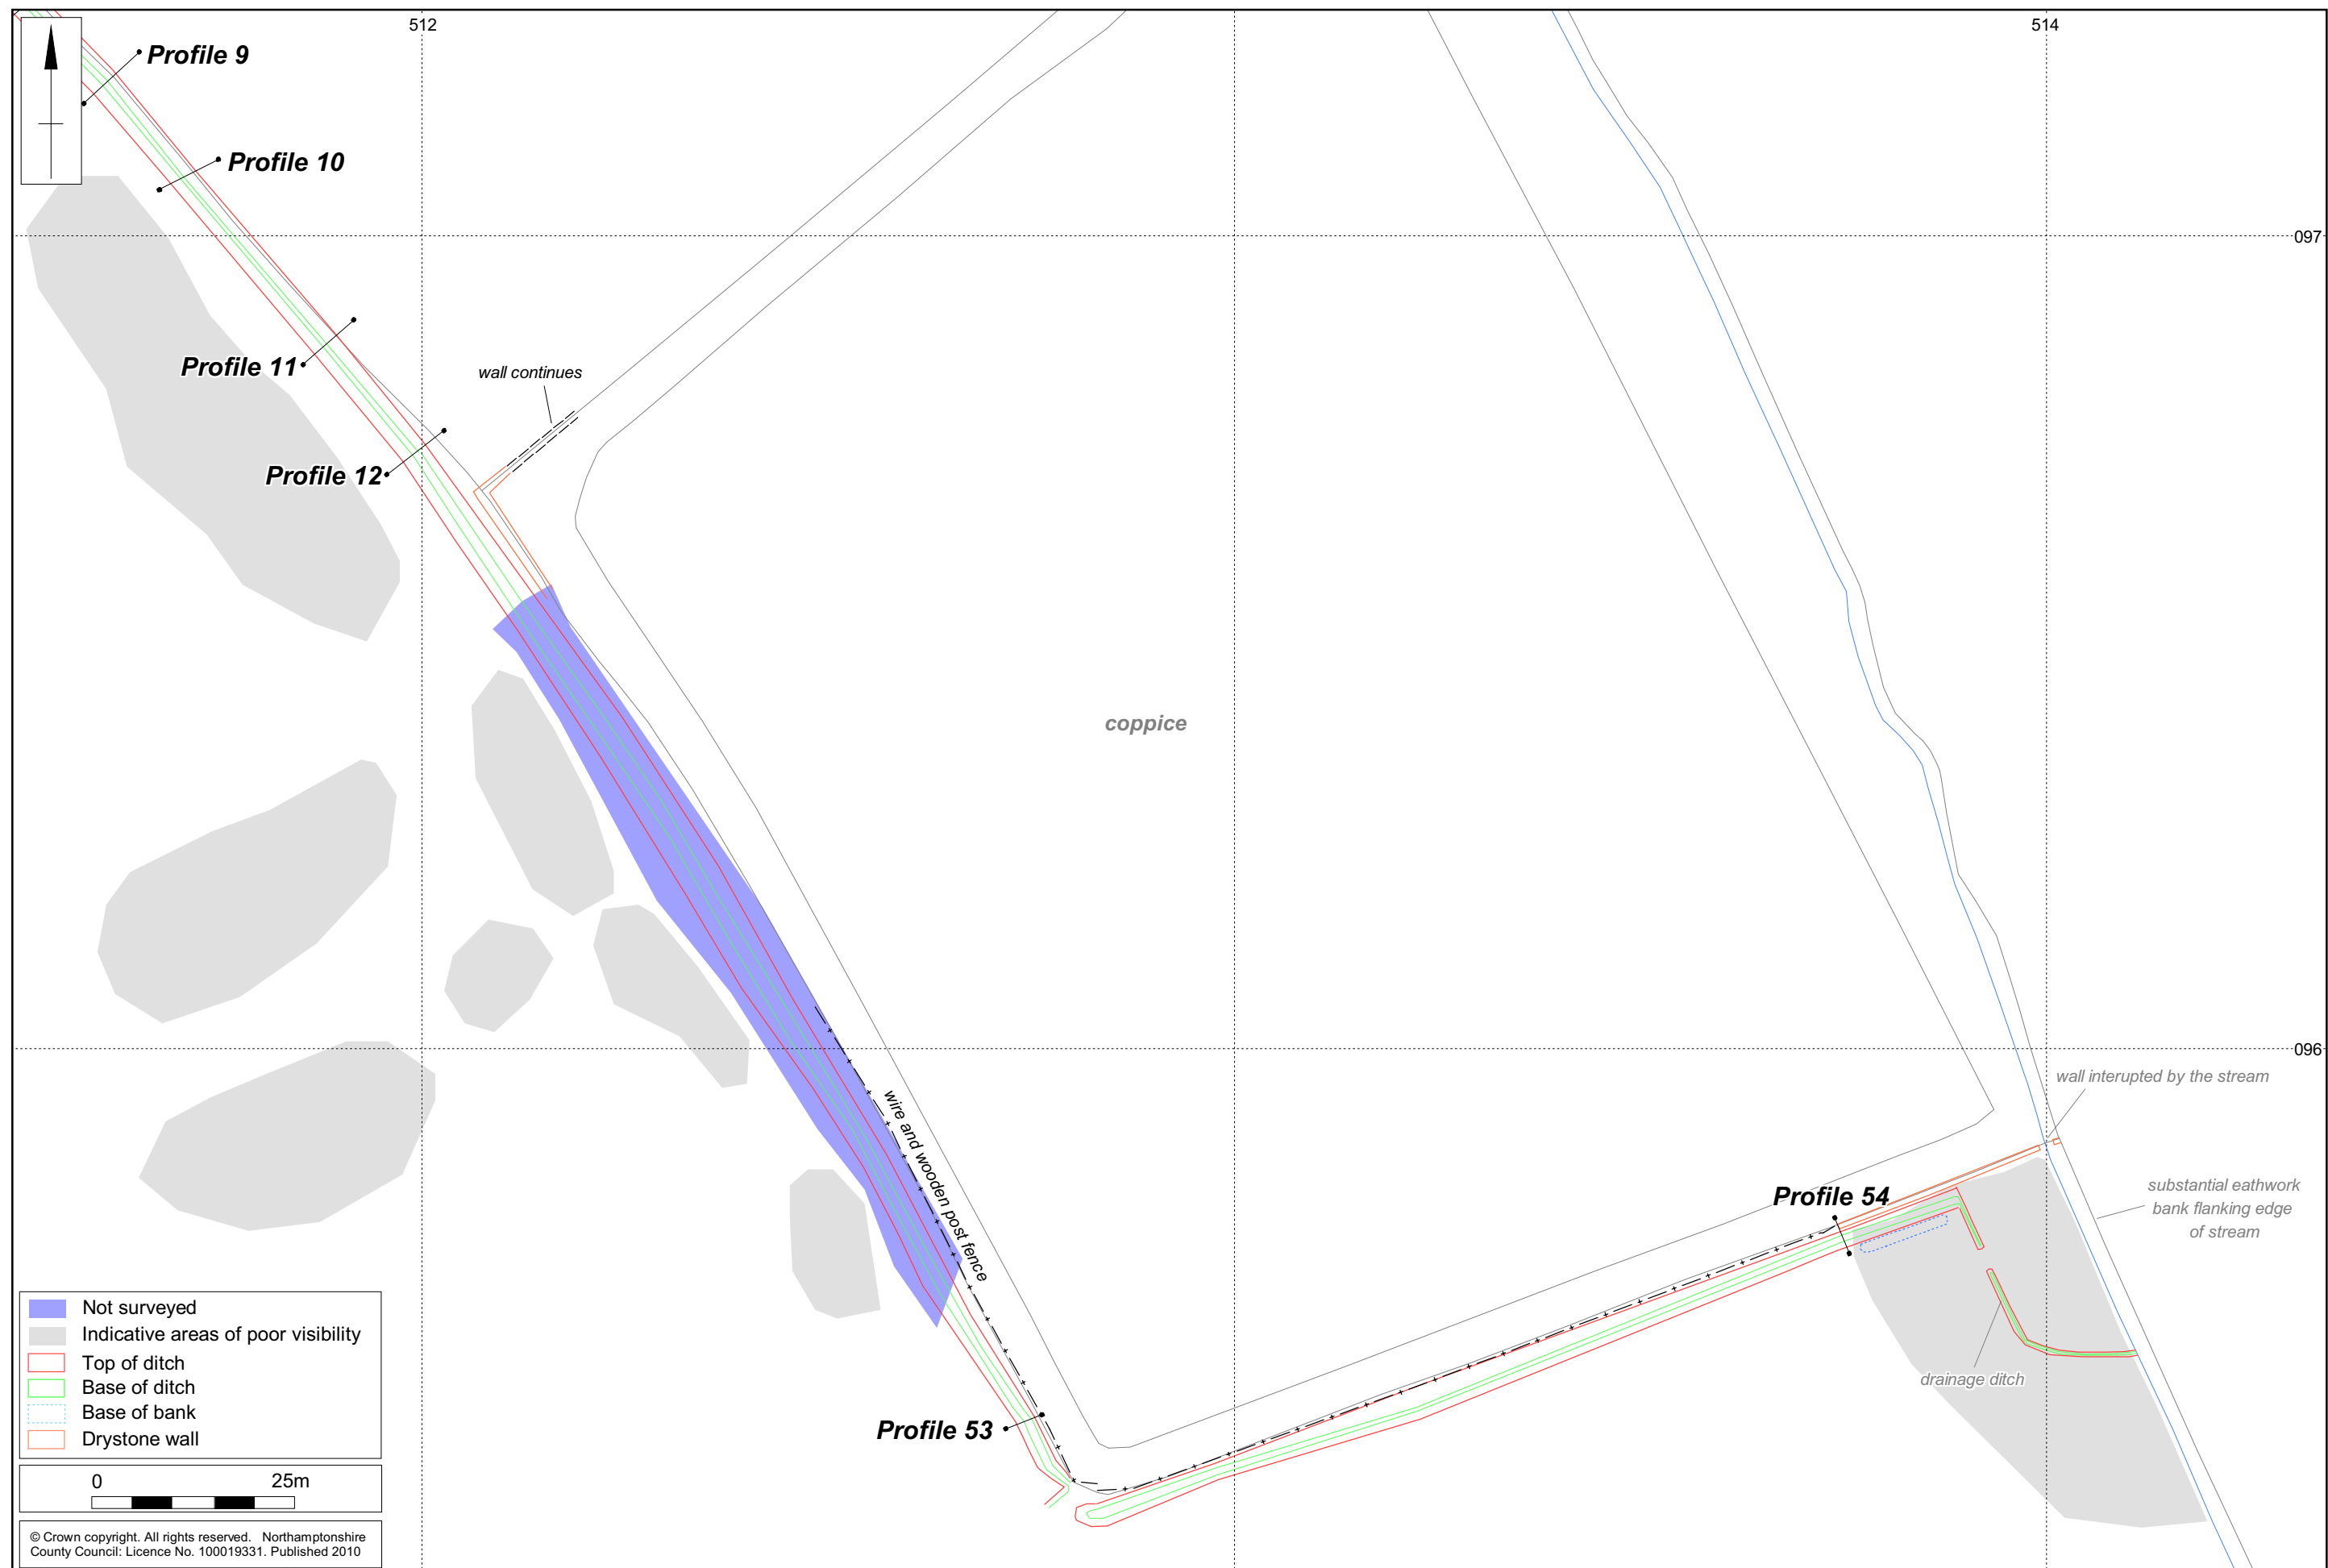 512
514
Profile 9
Profile 10
097
Profile 11
wall continues
Profile 12
coppice
096
wall interupted by the stream
wire and wooden post fence
substantial eathwork
bank flanking edge
of stream
Profile 54
drainage ditch
Profile 53
Not surveyed
Indicative areas of poor visibility
Top of ditch
Base of ditch
Base of bank
Drystone wall
0 25m
© Crown copyright. All rights reserved. Northamptonshire
County Council: Licence No. 100019331. Published 2010